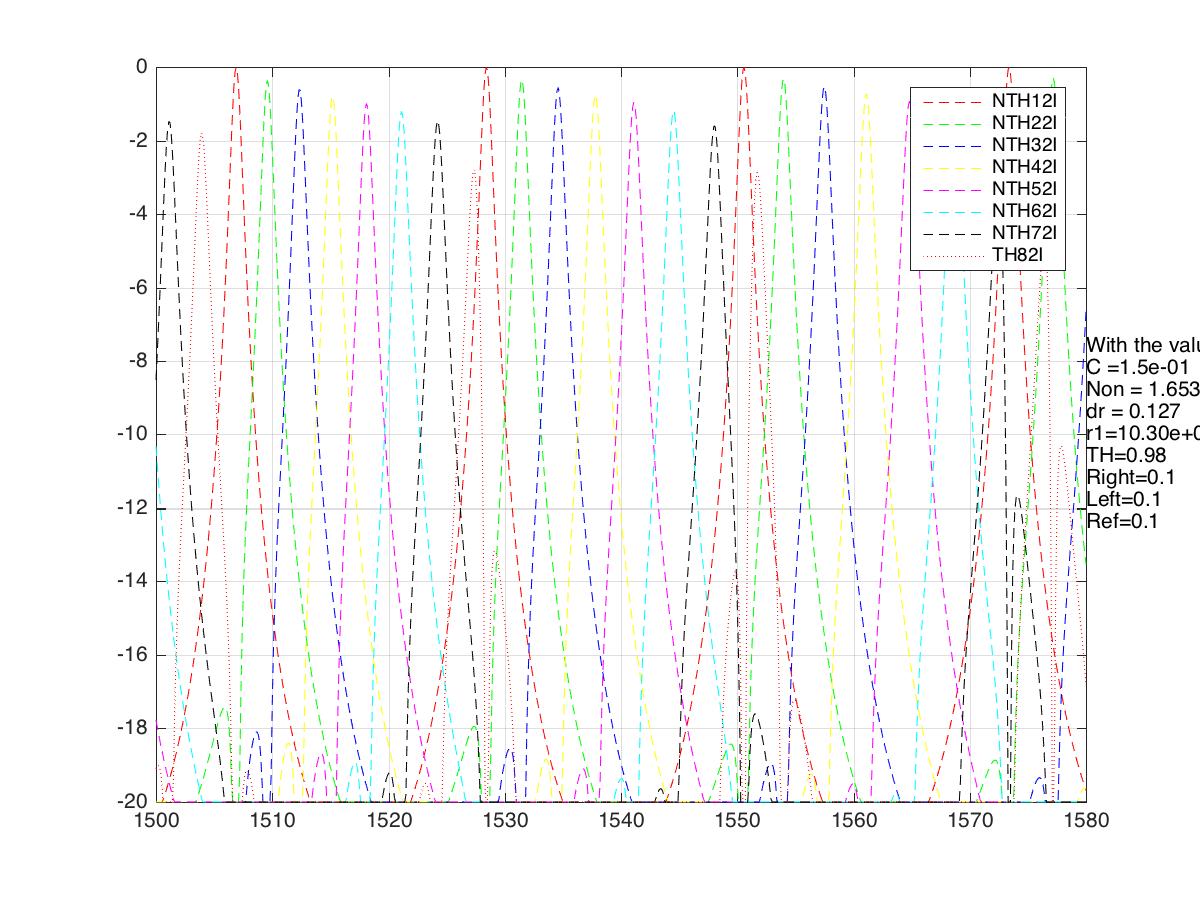 0
-2
-4
-6
-8
-10
-12
-14
-16
-18
-20
1500 1510 1520 1530 1540 1550 1560 1570 1580
NTH12I
NTH22I
NTH32I
NTH42I
NTH52I
NTH62I
NTH72I
TH82I
With the valu
C =1.5e-01
Non = 1.653
dr = 0.127
r1=10.30e+0
TH=0.98
Right=0.1
Left=0.1
Ref=0.1